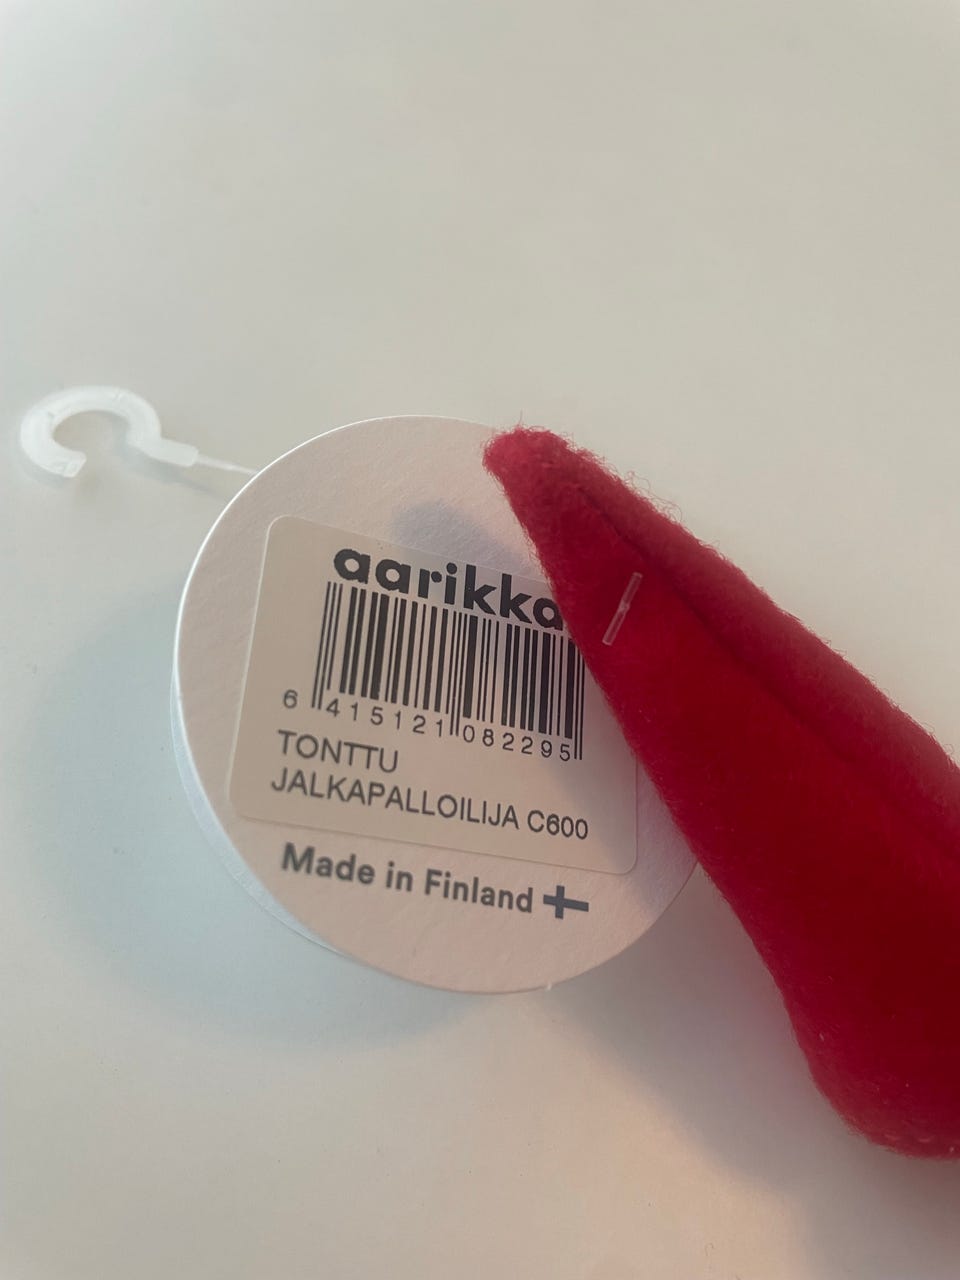 aarikka
6 415121 082295
TONTTU
JALKAPALLOILIJA C600
Made in Finland